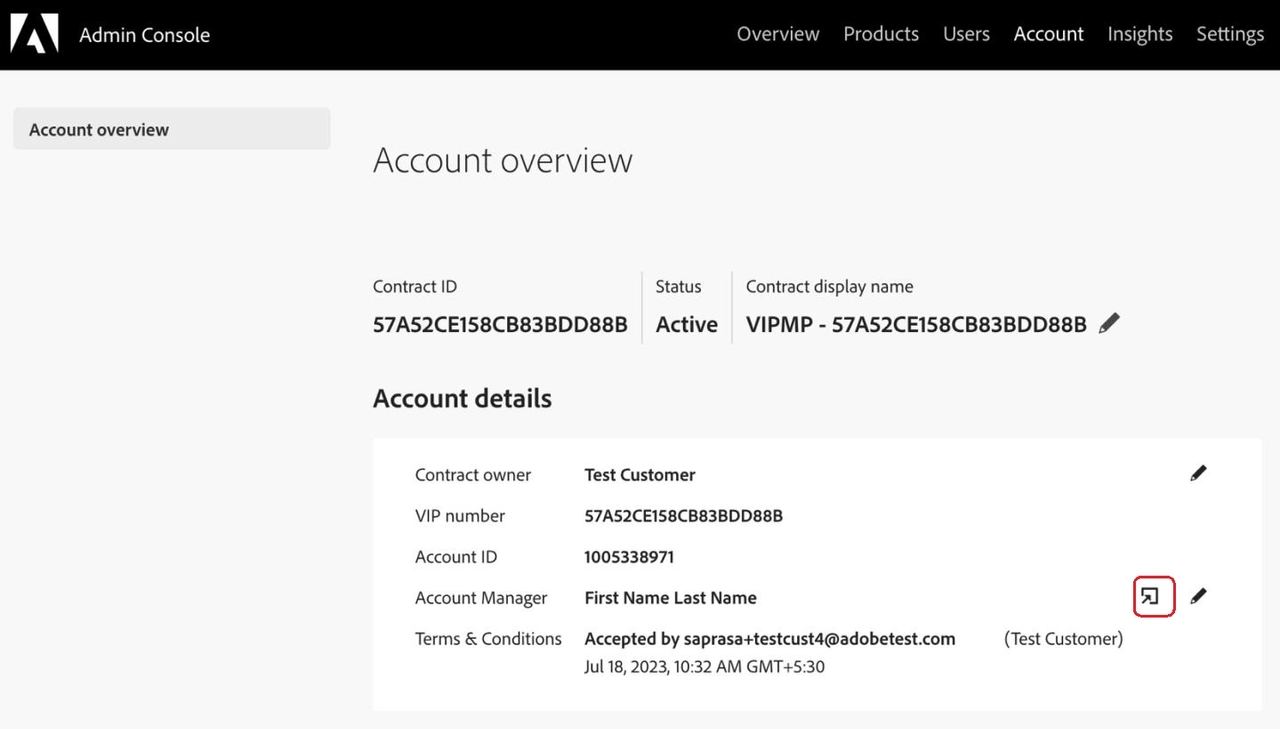 Admin Console Overview Products Users Account Insights Settings
Account overview
Account overview
Contract ID Status Contract display name
57A52CE158CB83BDD88B Active VIPMP - 57A52CE158CB83BDD88B
Account details
Contract owner Test Customer
VIP number 57A52CE158CB83BDD88B
Account ID 1005338971
Account Manager First Name Last Name
Terms & Conditions Accepted by saprasa+testcust4@adobetest.com (Test Customer)
Jul 18, 2023, 10:32 AM GMT+5:30